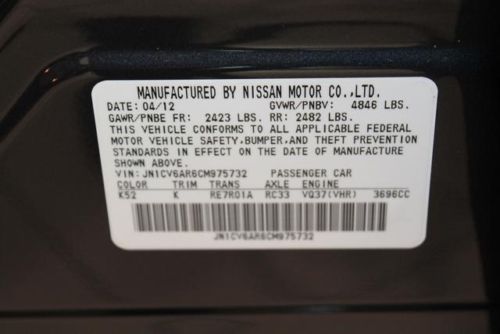 MANUFACTURED BY NISSAN MOTOR CO.,LTD.
DATE: 04/12 GVWR/PNBV: 4846 LBS.
GAWR/PNBE FR: 2423 LBS. RR: 2482 LBS.
THIS VEHICLE CONFORMS TO ALL APPLICABLE FEDERAL
MOTOR VEHICLE SAFETY,BUMPER,AND THEFT PREVENTION
STANDARDS IN EFFECT ON THE DATE OF MANUFACTURE
SHOWN ABOVE.
VIN: JN1CV6AR6CM975732 PASSENGER CAR
COLOR TRIM TRANS AXLE ENGINE
K52 K RE7R01A RC33 VQ37(VHR) 3696CC
JN1CV6AR6CM975732